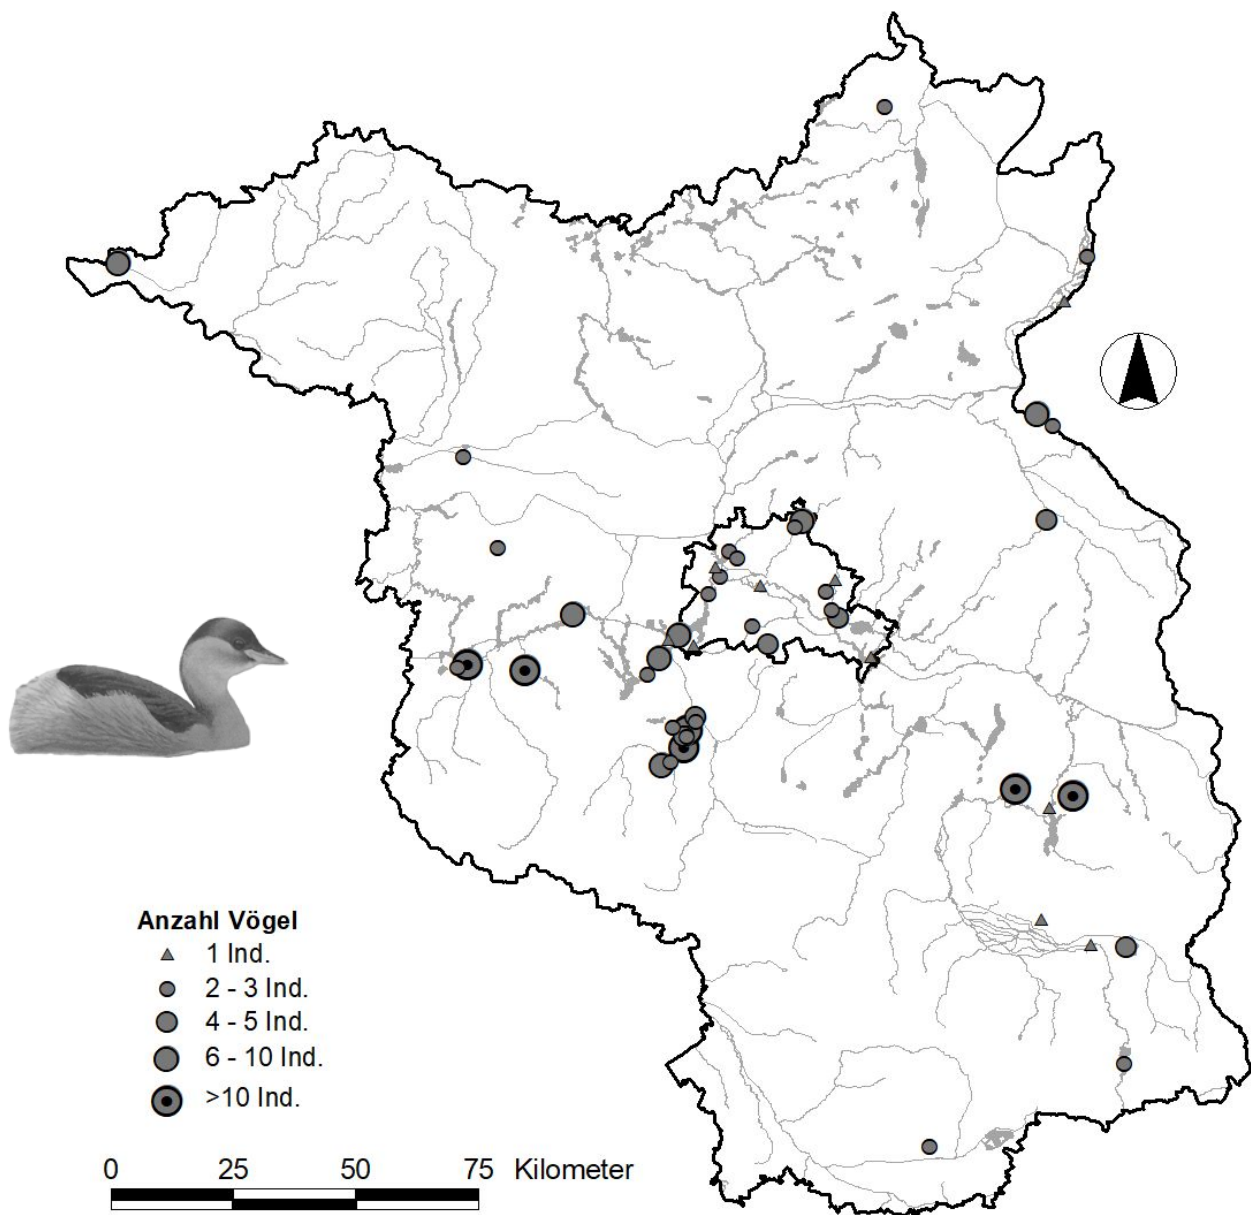 Anzahl Vögel
1 Ind.
2 - 3 Ind.
4 - 5 Ind.
6 - 10 Ind.
>10 Ind.
0 25 50 75 Kilometer